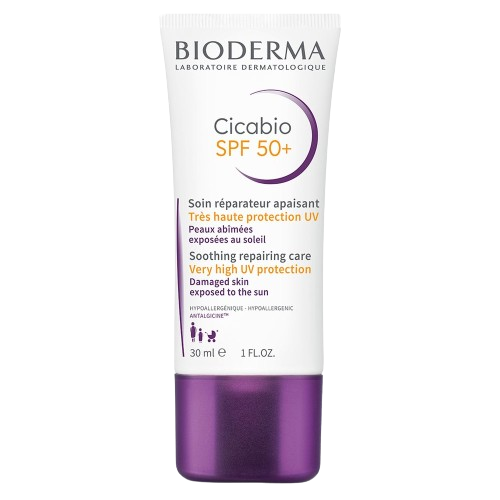 BIODERMA
LABORATOIRE DERMATOLOGIQUE
Cicabio
SPF 50+
Soin réparateur apaisant
Très haute protection UV
Peaux abimées
exposées au soleil
Soothing repairing care
Very high UV protection
Damaged skin
exposed to the sun
HYPOALLERGÉNIQUE - HYPOALLERGENIC
ANTALGICINE™
30 ml ℮ 1 FL.OZ.